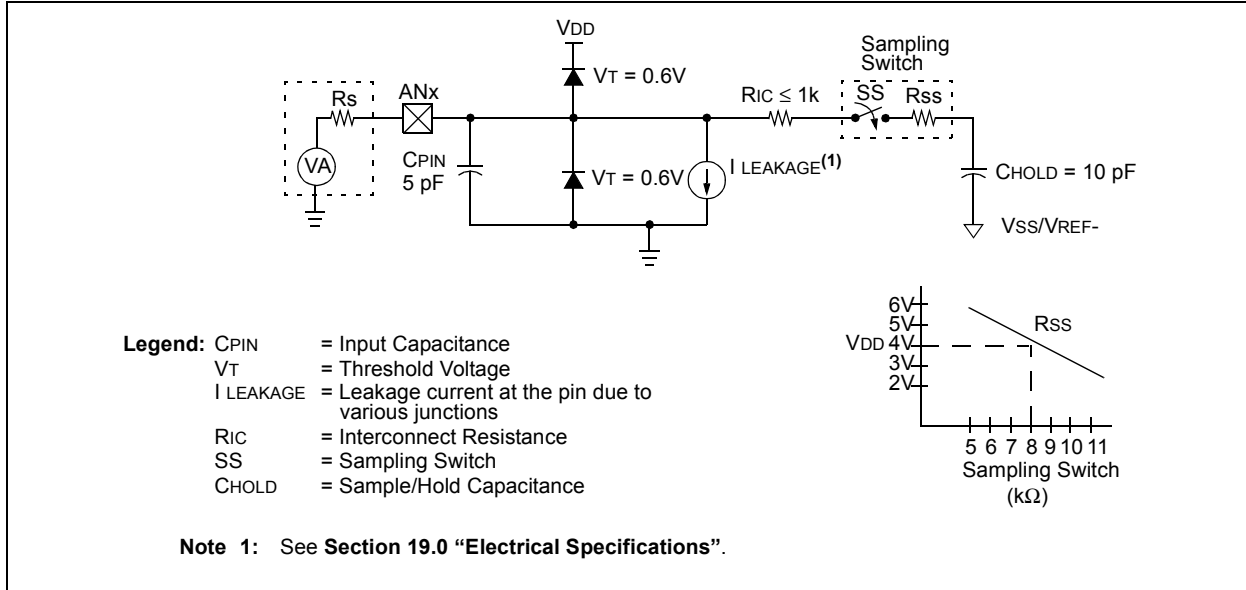 VDD
Sampling
Switch
VT = 0.6V
Rs
ANx
RIC ≤ 1k
SS
Rss
VA
CPIN
5 pF
VT = 0.6V
I LEAKAGE(1)
CHOLD = 10 pF
VSS/VREF-
Legend: CPIN = Input Capacitance
VT = Threshold Voltage
I LEAKAGE = Leakage current at the pin due to
various junctions
RIC = Interconnect Resistance
SS = Sampling Switch
CHOLD = Sample/Hold Capacitance
6V
5V
VDD 4V
3V
2V
RSS
5 6 7 8 9 10 11
Sampling Switch
(kΩ)
Note 1: See Section 19.0 “Electrical Specifications”.